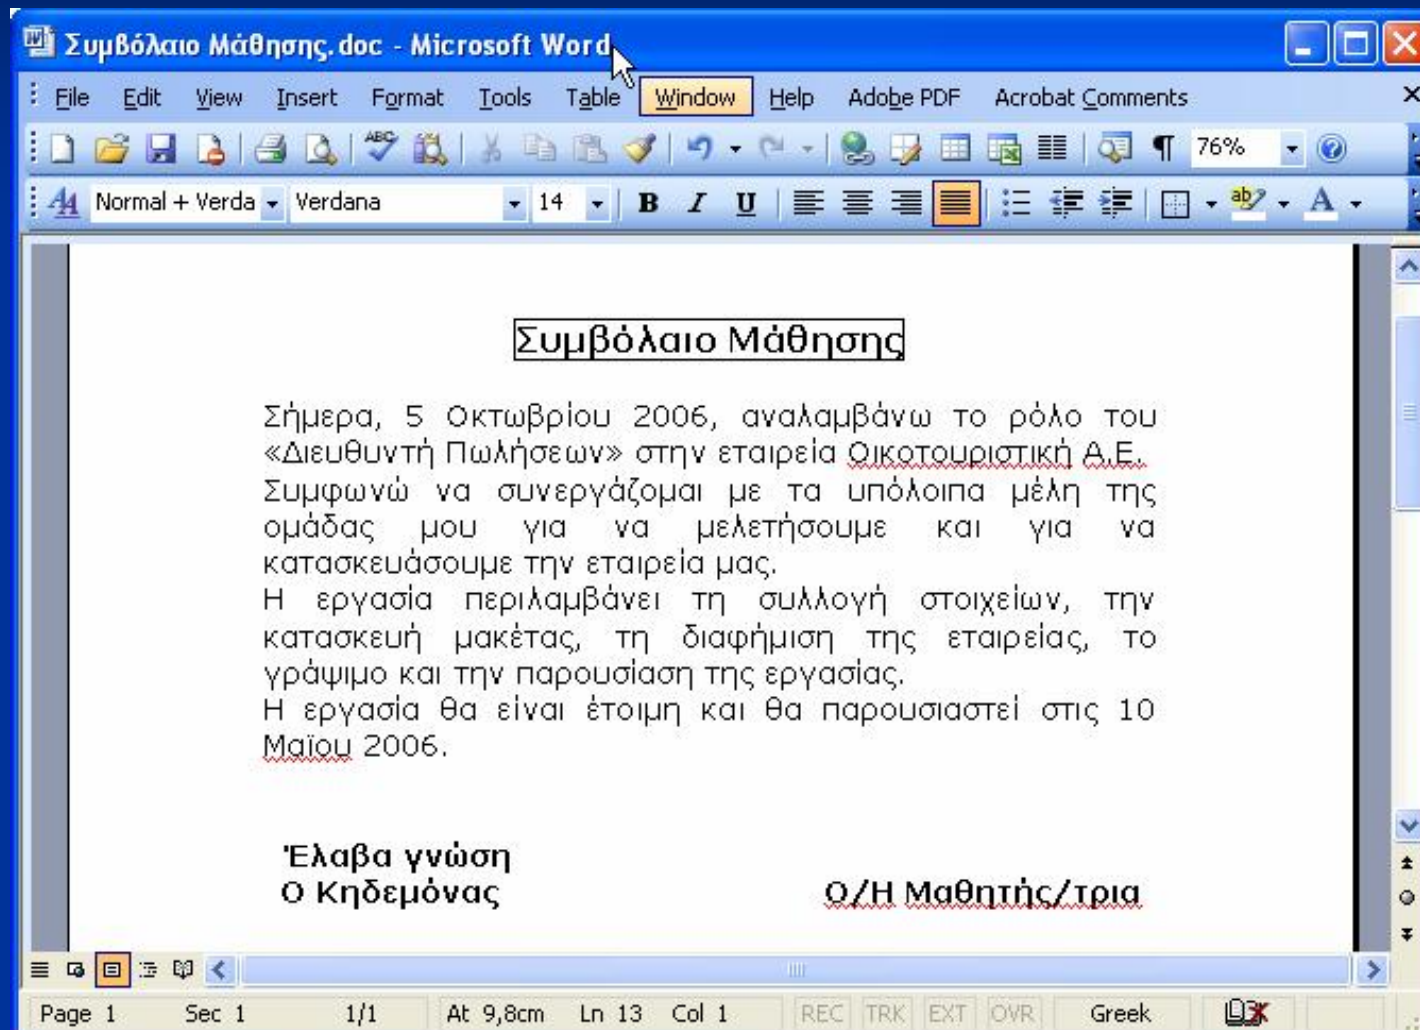 Συμβόλαιο Μάθησης.doc - Microsoft Word
File Edit View Insert Format Tools Table Window Help Adobe PDF Acrobat Comments
ABC 76%
Normal + Verda Verdana 14 B I U ab A
Συμβόλαιο Μάθησης
Σήμερα, 5 Οκτωβρίου 2006, αναλαμβάνω το ρόλο του
«Διευθυντή Πωλήσεων» στην εταιρεία Οικοτουριστική Α.Ε.
Συμφωνώ να συνεργάζομαι με τα υπόλοιπα μέλη της
ομάδας μου για να μελετήσουμε και για να
κατασκευάσουμε την εταιρεία μας.
Η εργασία περιλαμβάνει τη συλλογή στοιχείων, την
κατασκευή μακέτας, τη διαφήμιση της εταιρείας, το
γράψιμο και την παρουσίαση της εργασίας.
Η εργασία θα είναι έτοιμη και θα παρουσιαστεί στις 10
Μαϊου 2006.
Έλαβα γνώση
Ο Κηδεμόνας Ο/Η Μαθητής/τρια
Page 1 Sec 1 1/1 At 9,8cm Ln 13 Col 1 REC TRK EXT OVR Greek